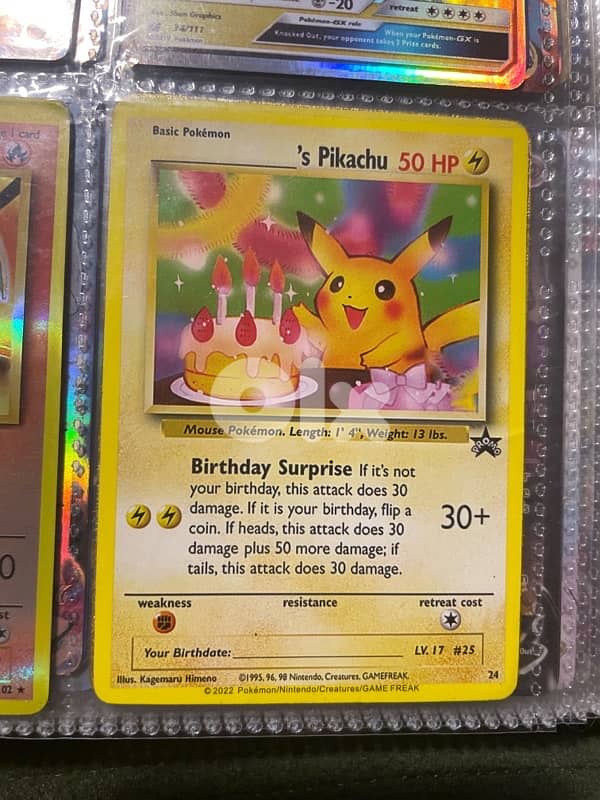 -20
retreat
Pokémon-GX rule
34/111
When your Pokémon-GX is
Knocked Out, your opponent takes 2 Prize cards.
card
Basic Pokémon
's Pikachu 50 HP
olx
Mouse Pokémon. Length: 1' 4", Weight: 13 lbs.
PROMO
Birthday Surprise If it's not
your birthday, this attack does 30
damage. If it is your birthday, flip a
coin. If heads, this attack does 30
damage plus 50 more damage; if
tails, this attack does 30 damage.
30+
weakness
resistance
retreat cost
Your Birthdate:
LV. 17 #25
Illus. Kagemaru Himeno
©1995, 96, 98 Nintendo, Creatures, GAMEFREAK.
24
© 2022 Pokémon/Nintendo/Creatures/GAME FREAK